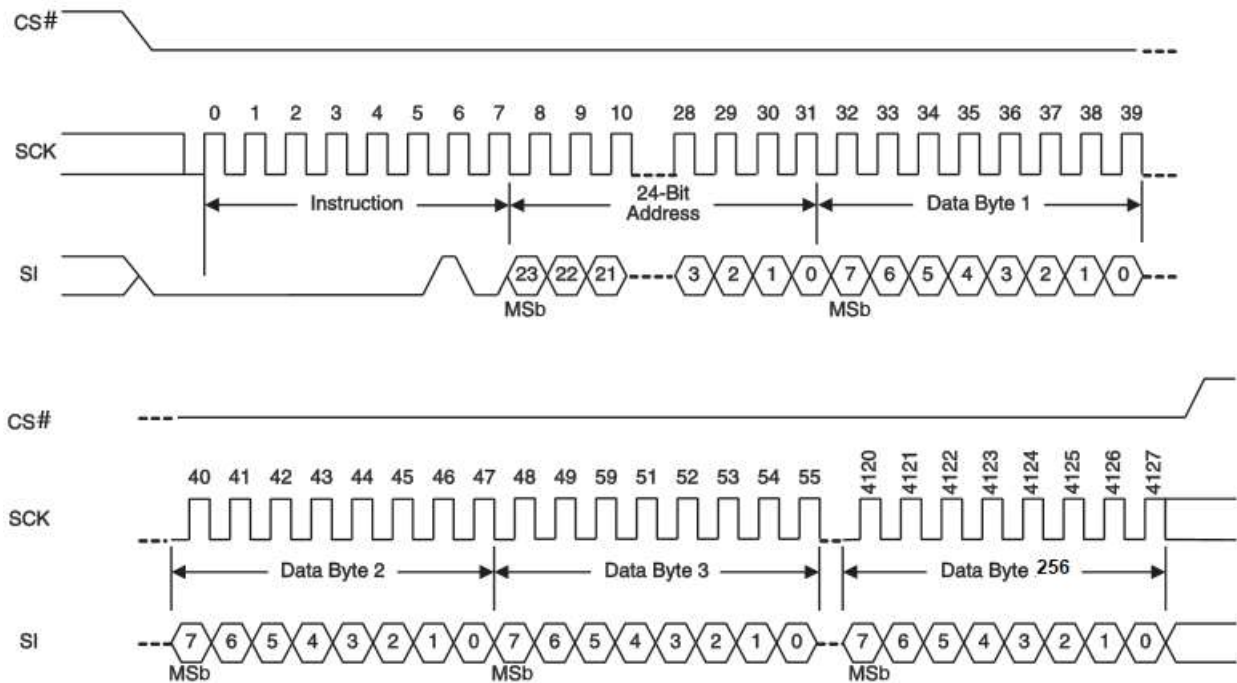 CS#
0 1 2 3 4 5 6 7 8 9 10 28 29 30 31 32 33 34 35 36 37 38 39
SCK
Instruction 24-Bit Address Data Byte 1
SI 23 22 21 3 2 1 0 7 6 5 4 3 2 1 0
MSb MSb
CS#
40 41 42 43 44 45 46 47 48 49 59 51 52 53 54 55 4120 4121 4122 4123 4124 4125 4126 4127
SCK
Data Byte 2 Data Byte 3 Data Byte 256
SI 7 6 5 4 3 2 1 0 7 6 5 4 3 2 1 0 7 6 5 4 3 2 1 0
MSb MSb MSb